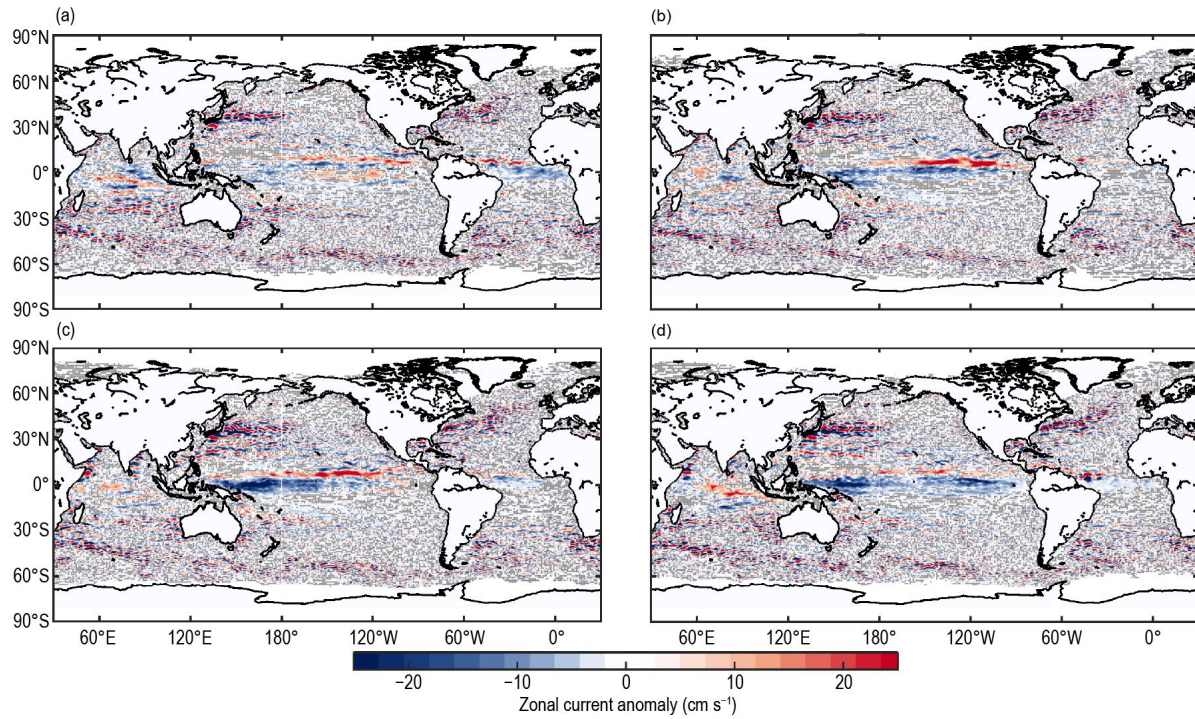 (a) (b)
90°N
60°N
30°N
0°
30°S
60°S
90°S
(c) (d)
90°N
60°N
30°N
0°
30°S
60°S
90°S
60°E 120°E 180° 120°W 60°W 0° 60°E 120°E 180° 120°W 60°W 0°
−20 −10 0 10 20
Zonal current anomaly (cm s⁻¹)